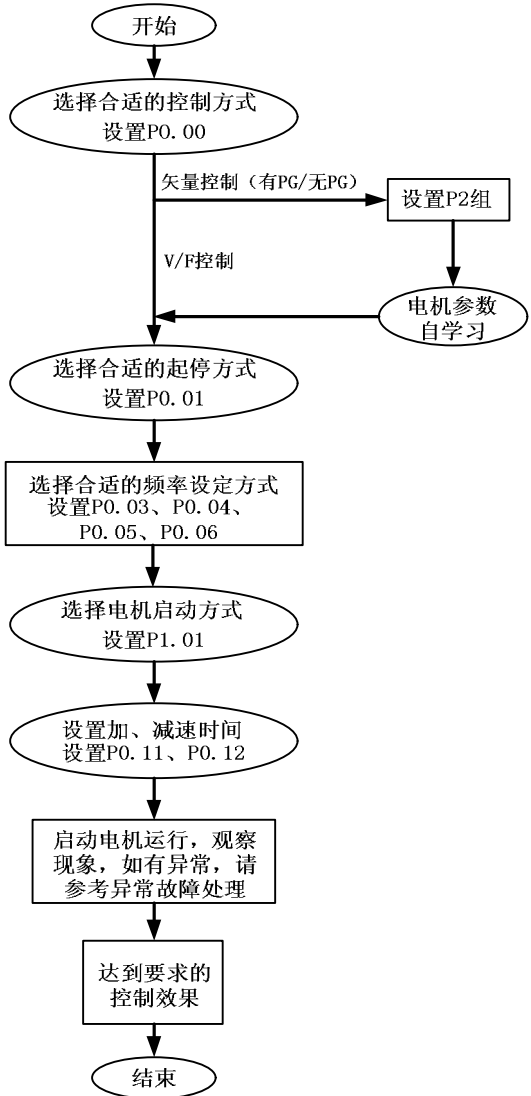 开始
选择合适的控制方式
设置P0.00
矢量控制（有PG/无PG）
设置P2组
V/F控制
电机参数
自学习
选择合适的起停方式
设置P0.01
选择合适的频率设定方式
设置P0.03、P0.04、
P0.05、P0.06
选择电机启动方式
设置P1.01
设置加、减速时间
设置P0.11、P0.12
启动电机运行，观察
现象，如有异常，请
参考异常故障处理
达到要求的
控制效果
结束